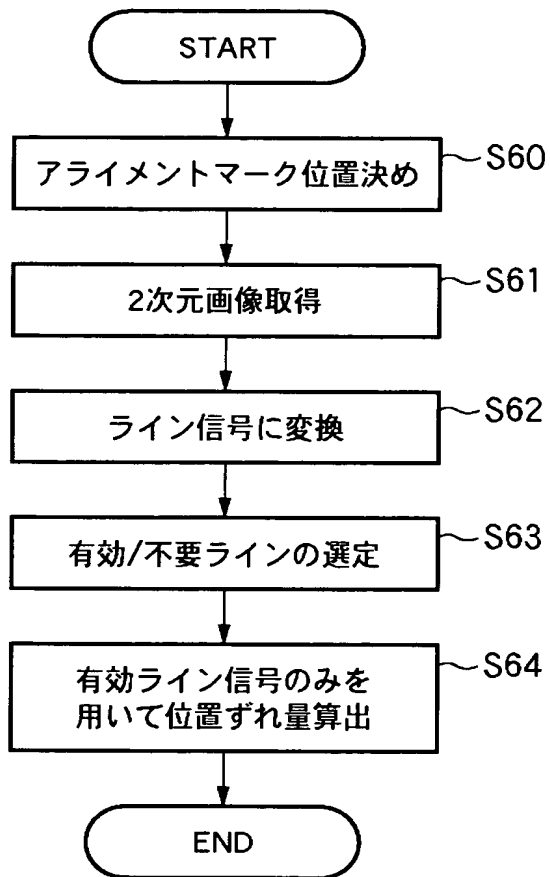 START
アライメントマーク位置決め
S60
2次元画像取得
S61
ライン信号に変換
S62
有効/不要ラインの選定
S63
有効ライン信号のみを
用いて位置ずれ量算出
S64
END